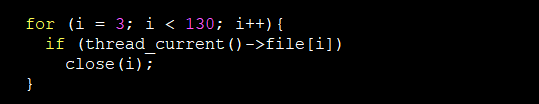 for (i = 3; i < 130; i++){
  if (thread_current()->file[i])
    close(i);
}